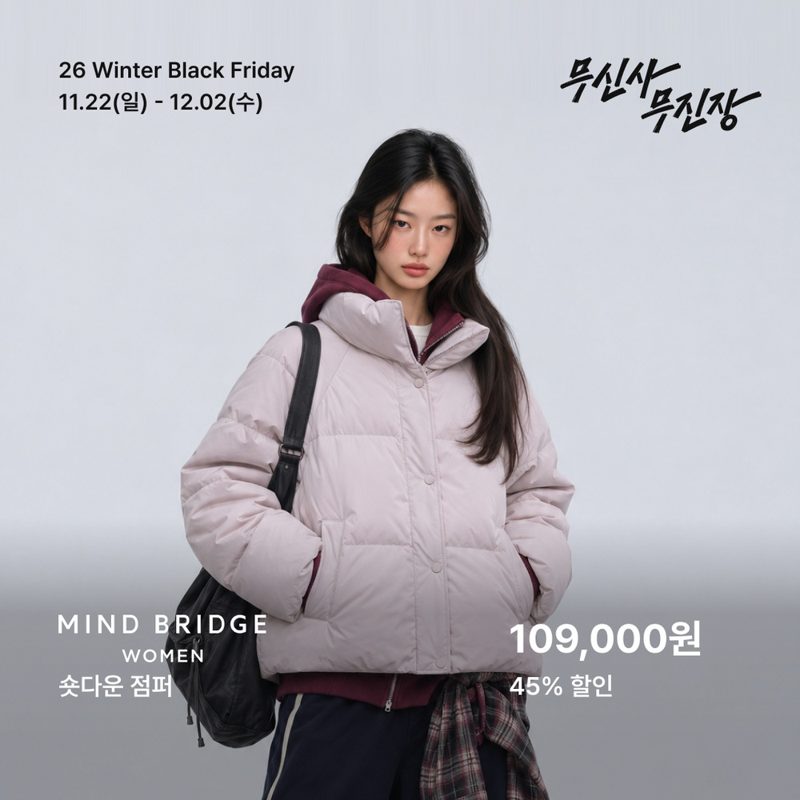 26 Winter Black Friday
11.22(일) - 12.02(수)
무신사
무진장
MIND BRIDGE
WOMEN
숏다운 점퍼
109,000원
45% 할인